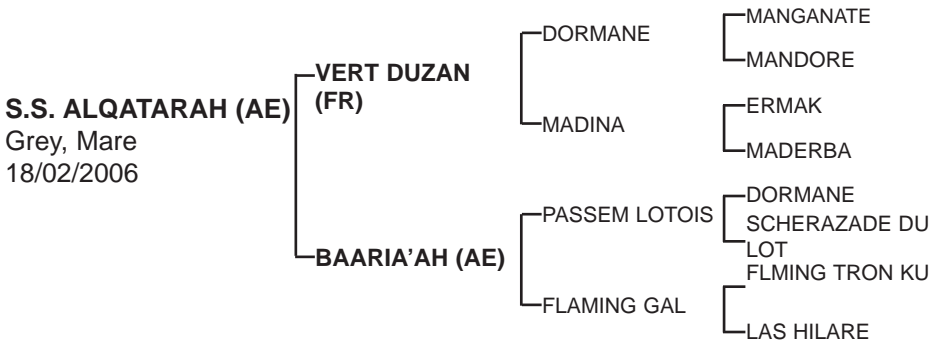 S.S. ALQATARAH (AE)
Grey, Mare
18/02/2006
VERT DUZAN
(FR)
BAARIA'AH (AE)
DORMANE
MADINA
PASSEM LOTOIS
FLAMING GAL
MANGANATE
MANDORE
ERMAK
MADERBA
DORMANE
SCHERAZADE DU
LOT
FLMING TRON KU
LAS HILARE